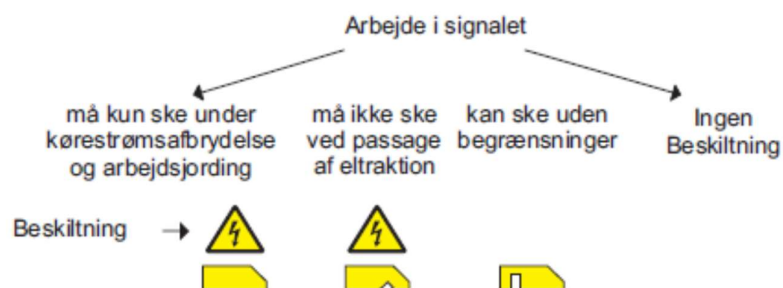 Arbejde i signalet
må kun ske under
kørestrømsafbrydelse
og arbejdsjording
må ikke ske
ved passage
af eltraktion
kan ske uden
begrænsninger
Ingen
Beskiltning
Beskiltning